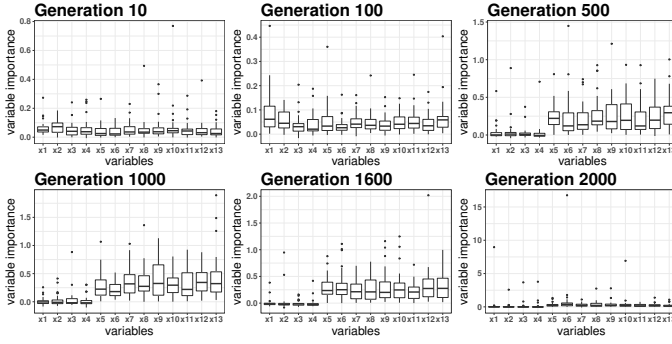 Generation 10
Generation 100
Generation 500
variable importance
0.8
0.6
0.4
0.2
0.0
x1 x2 x3 x4 x5 x6 x7 x8 x9 x10 x11 x12 x13
variables
variable importance
0.4
0.3
0.2
0.1
0.0
x1 x2 x3 x4 x5 x6 x7 x8 x9 x10 x11 x12 x13
variables
variable importance
1.5
1.0
0.5
0.0
x1 x2 x3 x4 x5 x6 x7 x8 x9 x10 x11 x12 x13
variables
Generation 1000
Generation 1600
Generation 2000
variable importance
1.5
1.0
0.5
0.0
x1 x2 x3 x4 x5 x6 x7 x8 x9 x10 x11 x12 x13
variables
variable importance
2.0
1.5
1.0
0.5
0.0
x1 x2 x3 x4 x5 x6 x7 x8 x9 x10 x11 x12 x13
variables
variable importance
15
10
5
0
x1 x2 x3 x4 x5 x6 x7 x8 x9 x10 x11 x12 x13
variables